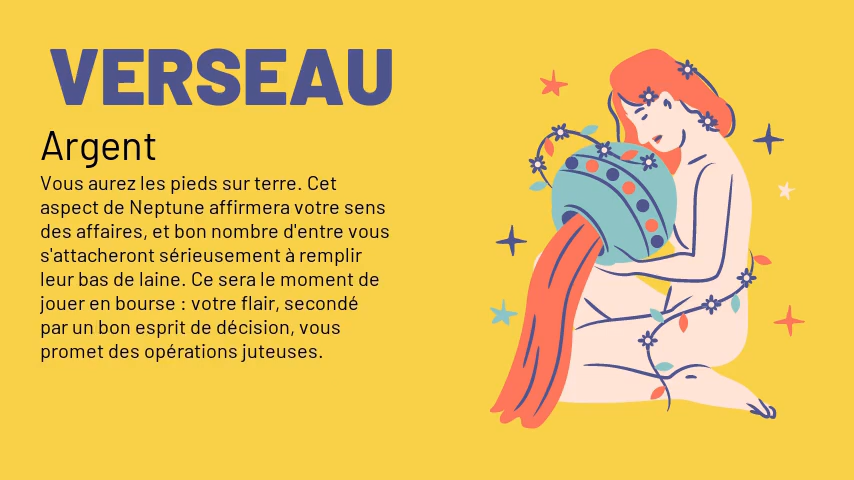 VERSEAU
Argent
Vous aurez les pieds sur terre. Cet
aspect de Neptune affirmera votre sens
des affaires, et bon nombre d'entre vous
s'attacheront sérieusement à remplir
leur bas de laine. Ce sera le moment de
jouer en bourse : votre flair, secondé
par un bon esprit de décision, vous
promet des opérations juteuses.